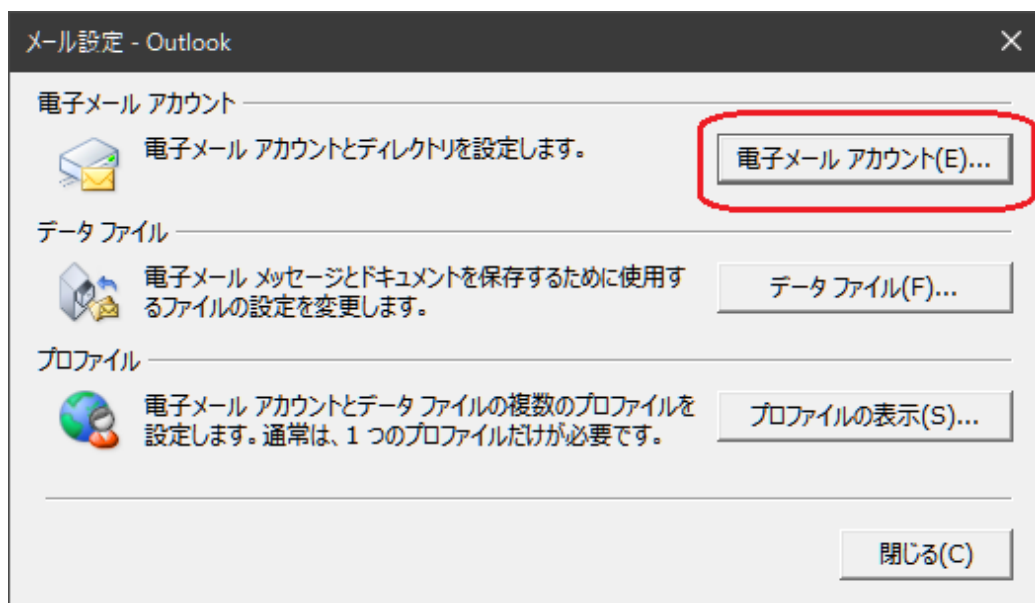 メール設定 - Outlook
電子メール アカウント
電子メール アカウントとディレクトリを設定します。
電子メール アカウント(E)...
データ ファイル
電子メール メッセージとドキュメントを保存するために使用す
るファイルの設定を変更します。
データ ファイル(F)...
プロファイル
電子メール アカウントとデータ ファイルの複数のプロファイルを
設定します。通常は、1 つのプロファイルだけが必要です。
プロファイルの表示(S)...
閉じる(C)